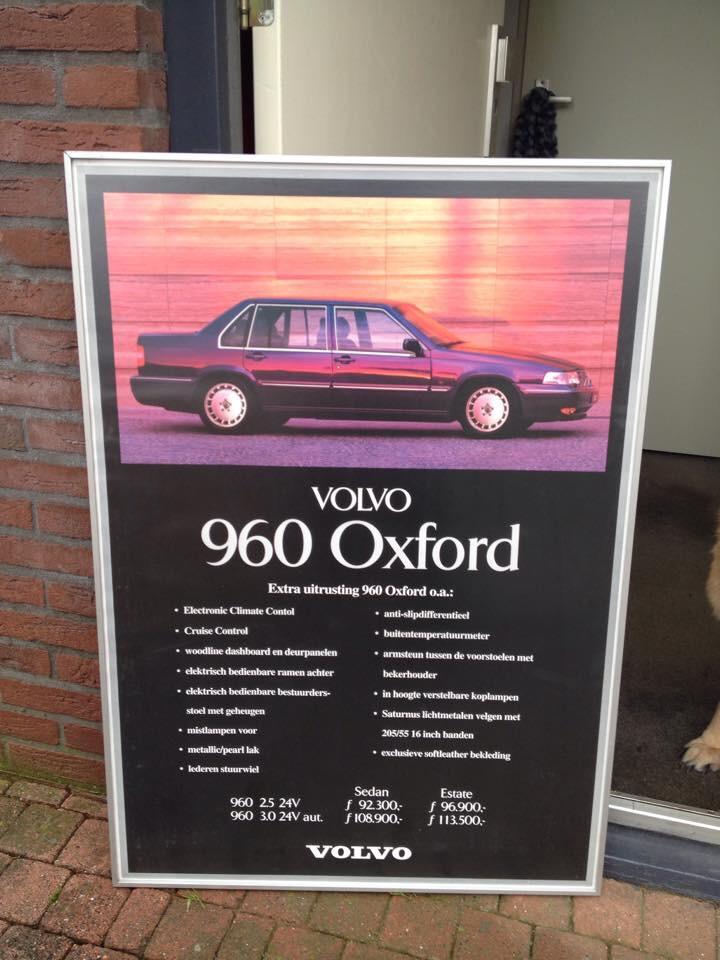 VOLVO
960 Oxford
Extra uitrusting 960 Oxford o.a.:
• Electronic Climate Contol
• Cruise Control
• woodline dashboard en deurpanelen
• elektrisch bedienbare ramen achter
• elektrisch bedienbare bestuurders-
stoel met geheugen
• mistlampen voor
• metallic/pearl lak
• lederen stuurwiel
• anti-slipdifferentieel
• buitentemperatuurmeter
• armsteun tussen de voorstoelen met
bekerhouder
• in hoogte verstelbare koplampen
• Saturnus lichtmetalen velgen met
205/55 16 inch banden
• exclusieve softleather bekleding
Sedan Estate
960 2.5 24V ƒ 92.300,- ƒ 96.900,-
960 3.0 24V aut. ƒ 108.900,- ƒ 113.500,-
VOLVO